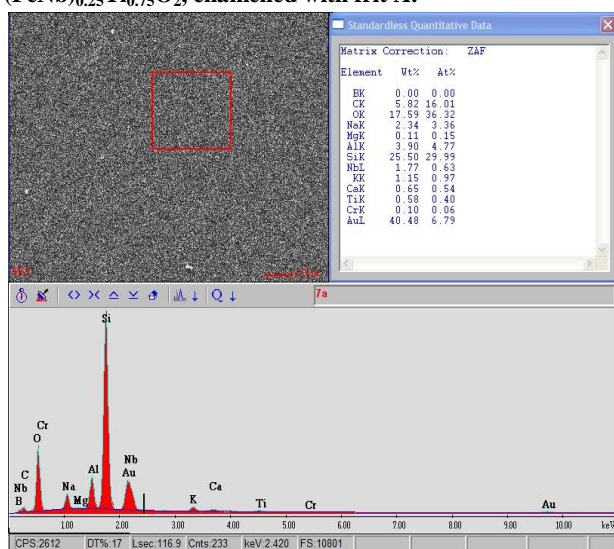 (FeNb)0.25Ti0.75O2, enameled with frit A.
Standardless Quantitative Data
Matrix Correction: ZAF
Element Wt% At%
BK 0.00 0.00
CK 5.82 16.01
OK 17.59 36.32
NaK 2.34 3.36
MgK 0.11 0.15
AlK 3.90 4.77
SiK 25.50 29.99
NbL 1.77 0.63
KK 1.15 0.97
CaK 0.65 0.54
TiK 0.58 0.40
CrK 0.10 0.06
AuL 40.48 6.79
7a
Si
Cr
O
C
Nb
B
Na
Mg
Al
Nb
Au
K
Ca
Ti
Cr
Au
1.00 2.00 3.00 4.00 5.00 6.00 7.00 8.00 9.00 10.00 keV
CPS:2612 DT%:17 Lsec:116.9 Cnts:233 keV:2.420 FS:10801